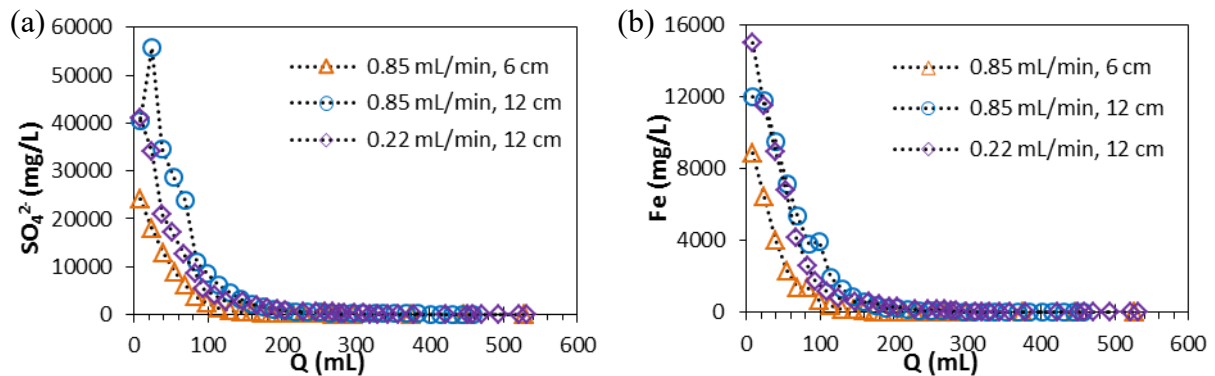 (a)
60000
50000
40000
30000
20000
10000
0
SO₄²⁻ (mg/L)
0.85 mL/min, 6 cm
0.85 mL/min, 12 cm
0.22 mL/min, 12 cm
0 100 200 300 400 500 600
Q (mL)
(b)
16000
12000
8000
4000
0
Fe (mg/L)
0.85 mL/min, 6 cm
0.85 mL/min, 12 cm
0.22 mL/min, 12 cm
0 100 200 300 400 500 600
Q (mL)